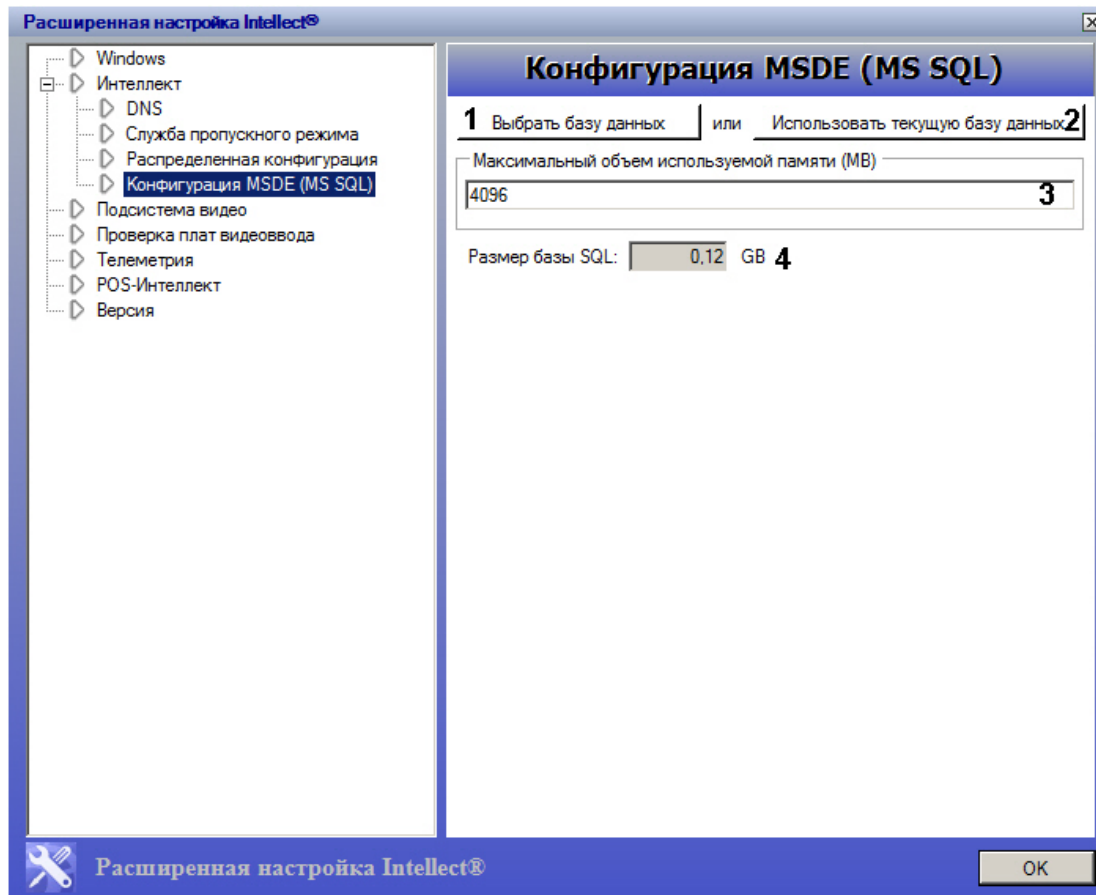 Расширенная настройка Intellect®
Windows
Интеллект
DNS
Служба пропускного режима
Распределенная конфигурация
Конфигурация MSDE (MS SQL)
Подсистема видео
Проверка плат видеоввода
Телеметрия
POS-Интеллект
Версия
Конфигурация MSDE (MS SQL)
1 Выбрать базу данных или Использовать текущую базу данных 2
Максимальный объем используемой памяти (MB)
4096 3
Размер базы SQL: 0,12 GB 4
Расширенная настройка Intellect®
OK